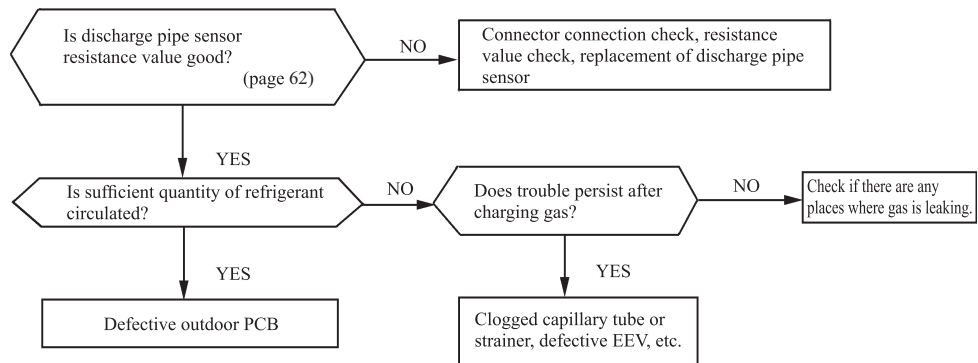 Is discharge pipe sensor
resistance value good?
(page 62)
NO
Connector connection check, resistance
value check, replacement of discharge pipe
sensor
YES
Is sufficient quantity of refrigerant
circulated?
NO
Does trouble persist after
charging gas?
NO
Check if there are any
places where gas is leaking.
YES
YES
Defective outdoor PCB
Clogged capillary tube or
strainer, defective EEV, etc.